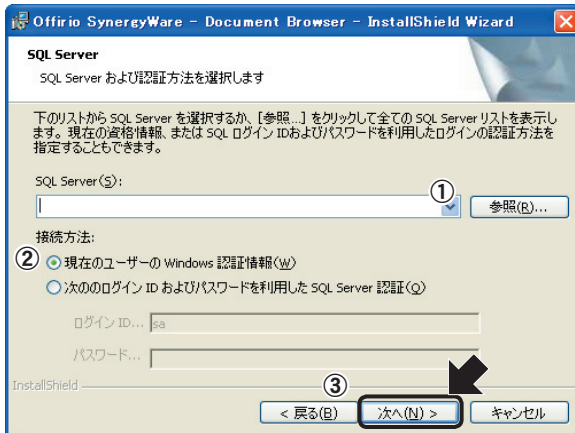 Offirio SynergyWare - Document Browser - InstallShield Wizard
SQL Server
SQL Server および認証方法を選択します
下のリストから SQL Server を選択するか、[参照...] をクリックして全ての SQL Server リストを表示し
ます。現在の資格情報、または SQL ログイン IDおよびパスワードを利用したログインの認証方法を
指定することもできます。
SQL Server(S):
①
参照(R)...
接続方法:
② 現在のユーザーの Windows 認証情報(W)
次ののログイン ID およびパスワードを利用した SQL Server 認証(Q)
ログイン ID... sa
パスワード...
InstallShield
③
< 戻る(B) 次へ(N) > キャンセル